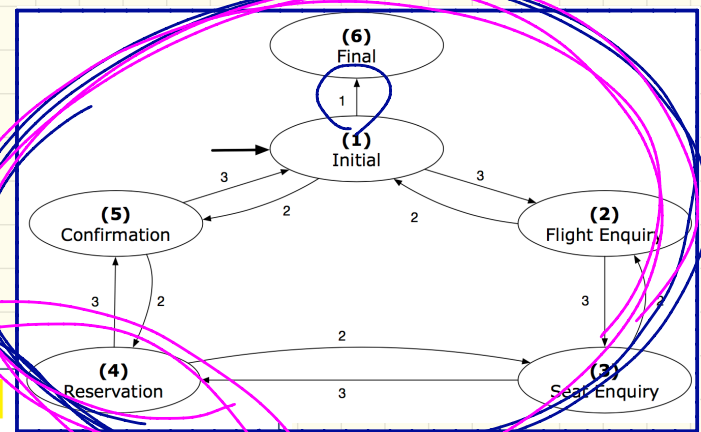 (6)
Final
1
(1)
Initial
3
3
2
2
(5)
Confirmation
(2)
Flight Enquiry
3
2
3
2
2
(4)
Reservation
(3)
Seat Enquiry
3